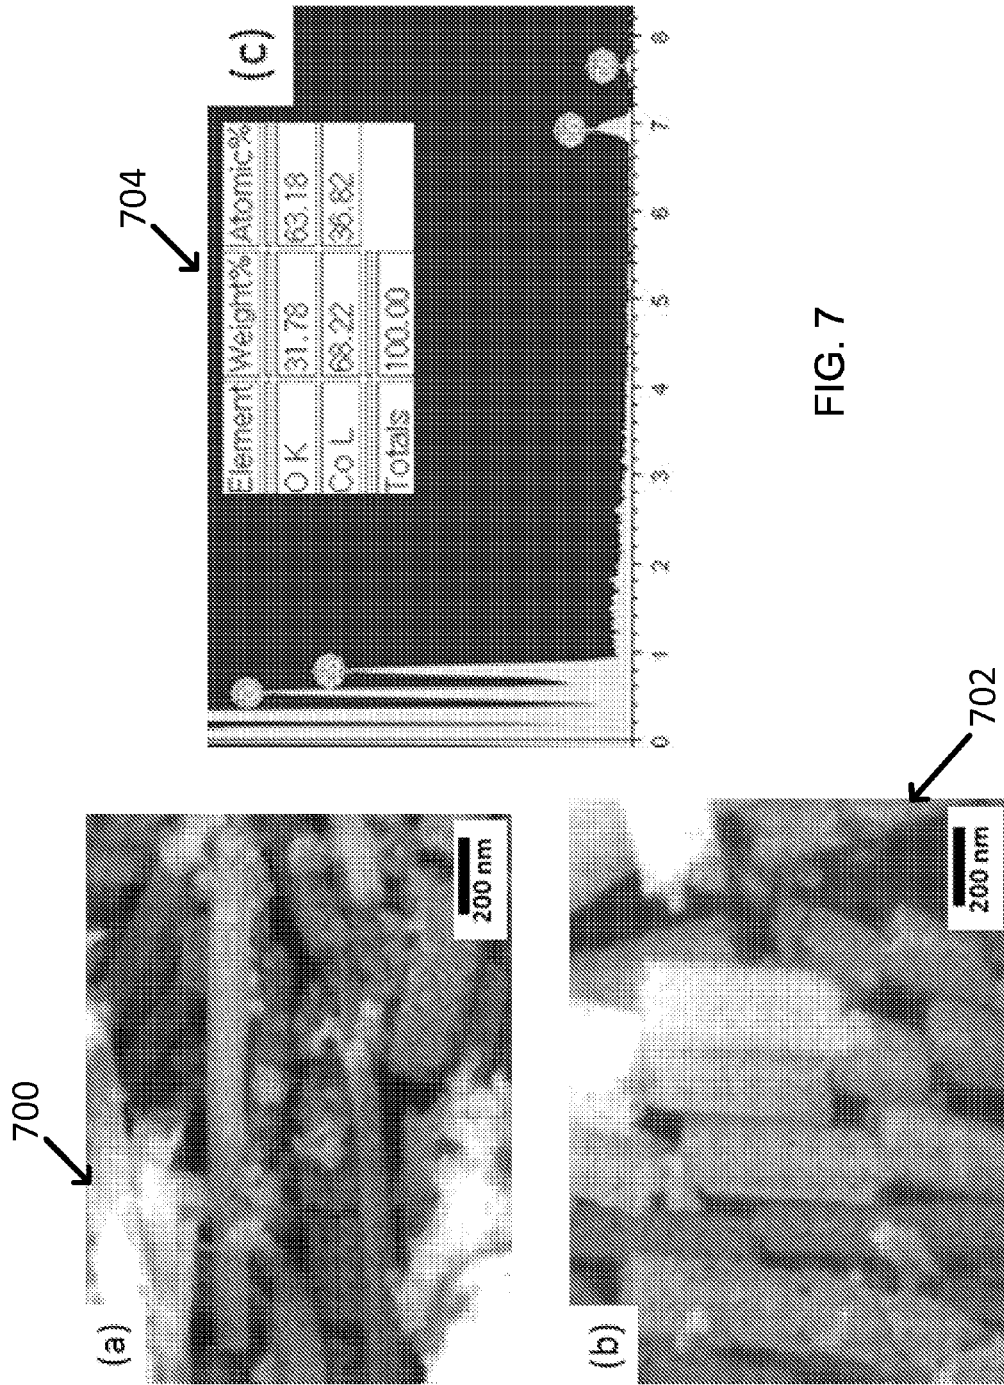 700
(a)
200 nm
(b)
200 nm
702
704
(c)
Element Weight% Atomic%
O K 31.78 63.18
Co L 68.22 36.82
Totals 100.00
0 1 2 3 4 5 6 7 8
FIG. 7